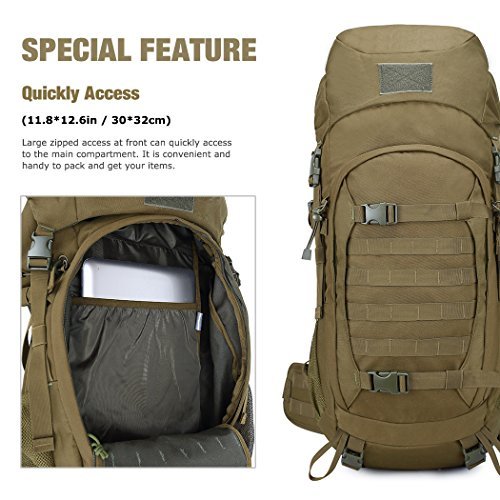 SPECIAL FEATURE
Quickly Access
(11.8*12.6in / 30*32cm)
Large zipped access at front can quickly access
to the main compartment. It is convenient and
handy to pack and get your items.